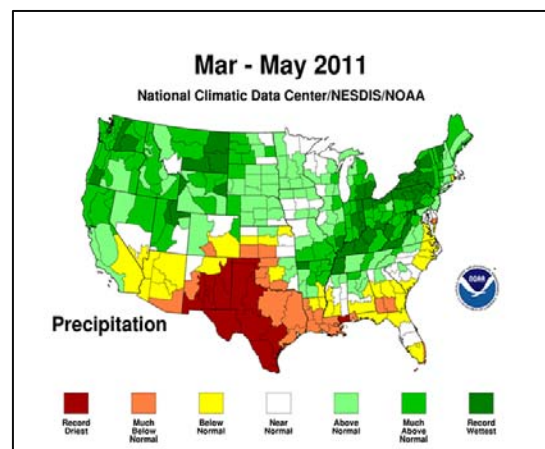 Mar - May 2011
National Climatic Data Center/NESDIS/NOAA
NOAA
Precipitation
Record Driest
Much Below Normal
Below Normal
Near Normal
Above Normal
Much Above Normal
Record Wettest